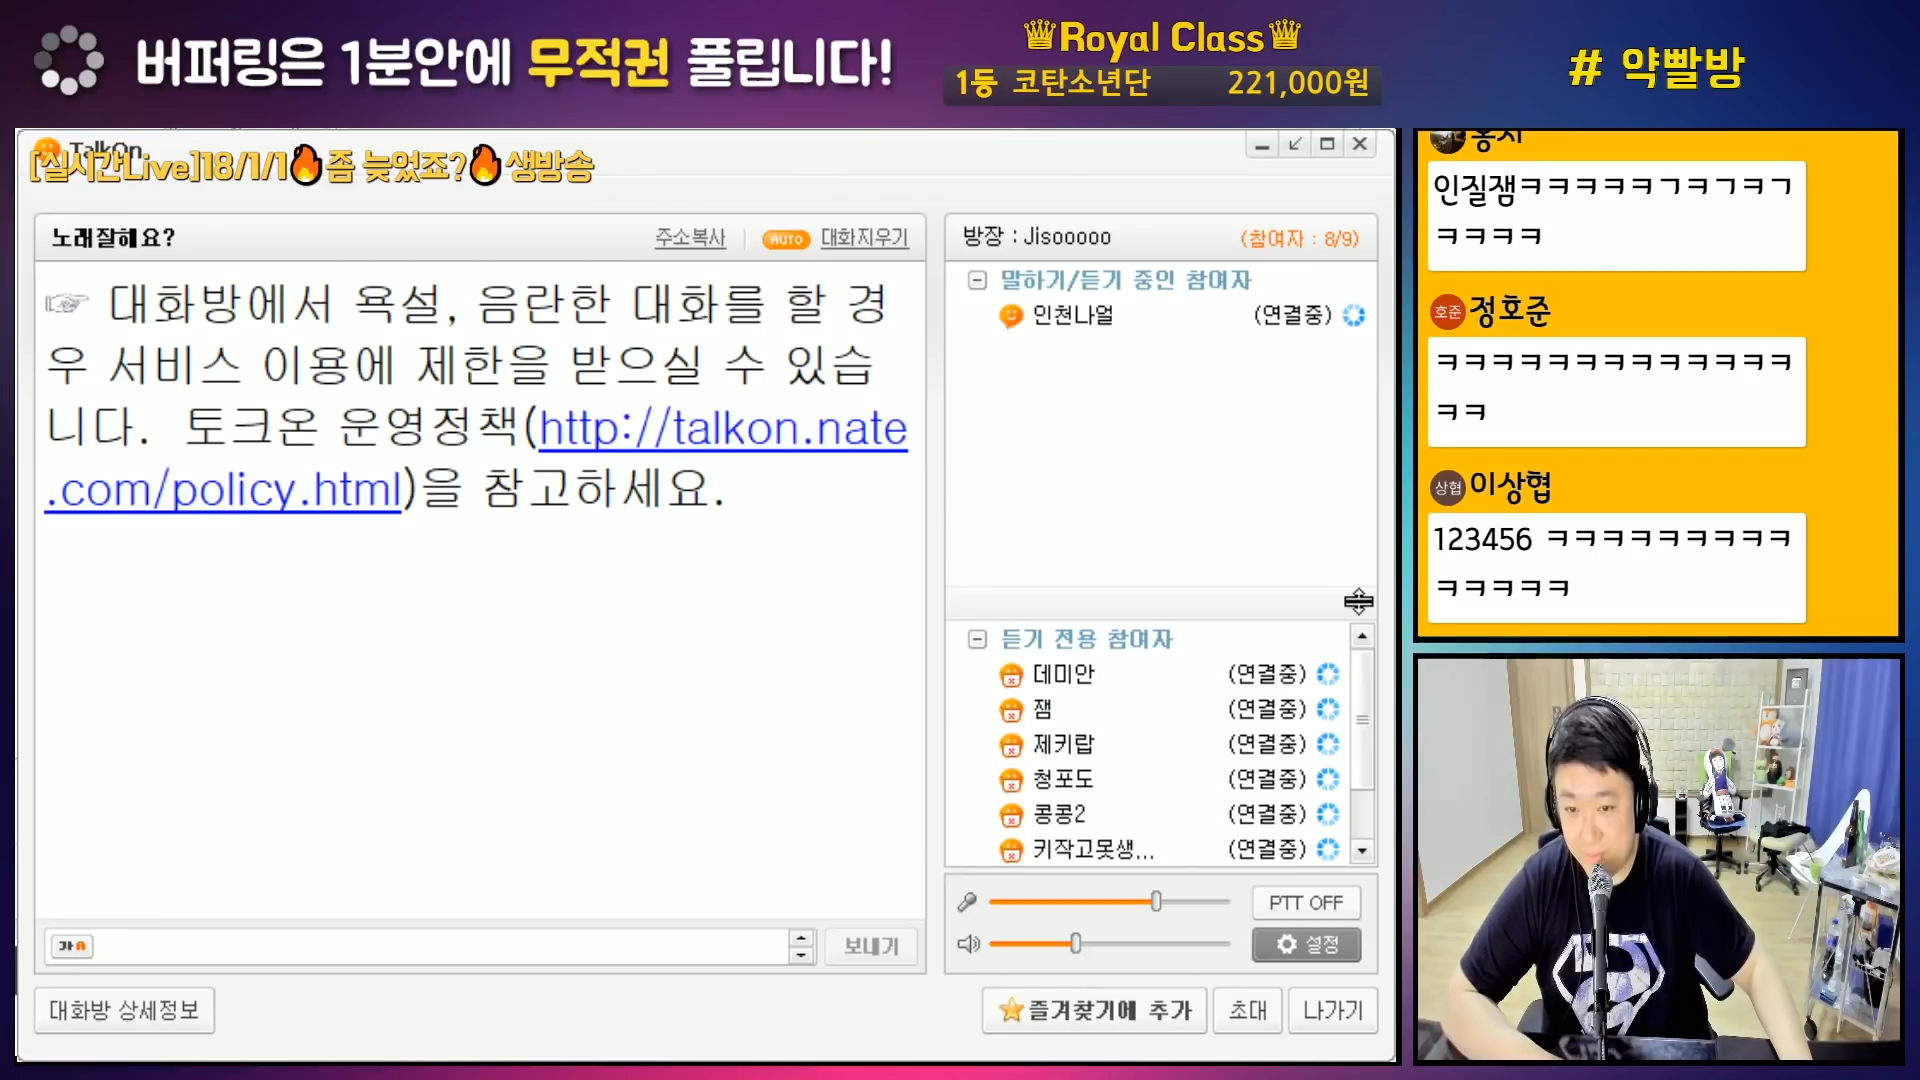 버퍼링은 1분안에 무적권 풀립니다!
♛Royal Class♛
1등 코탄소년단 221,000원
# 약빨방
TalkOn
[실시간Live]18/1/1🔥좀 늦었죠?🔥생방송
노래잘해요?
주소복사
AUTO
대화지우기
☞ 대화방에서 욕설, 음란한 대화를 할 경
우 서비스 이용에 제한을 받으실 수 있습
니다. 토크온 운영정책(http://talkon.nate
.com/policy.html)을 참고하세요.
가A
보내기
대화방 상세정보
방장 : Jisooooo
(참여자 : 8/9)
말하기/듣기 중인 참여자
인천나얼 (연결중)
듣기 전용 참여자
데미안 (연결중)
잼 (연결중)
제키랍 (연결중)
청포도 (연결중)
콩콩2 (연결중)
키작고못생... (연결중)
PTT OFF
설정
즐겨찾기에 추가
초대
나가기
인질잼ㅋㅋㅋㅋㅋㄱㅋㄱㅋㄱ
ㅋㅋㅋㅋ
호준 정호준
ㅋㅋㅋㅋㅋㅋㅋㅋㅋㅋㅋㅋㅋ
ㅋㅋ
상협 이상협
123456 ㅋㅋㅋㅋㅋㅋㅋㅋㅋ
ㅋㅋㅋㅋㅋ